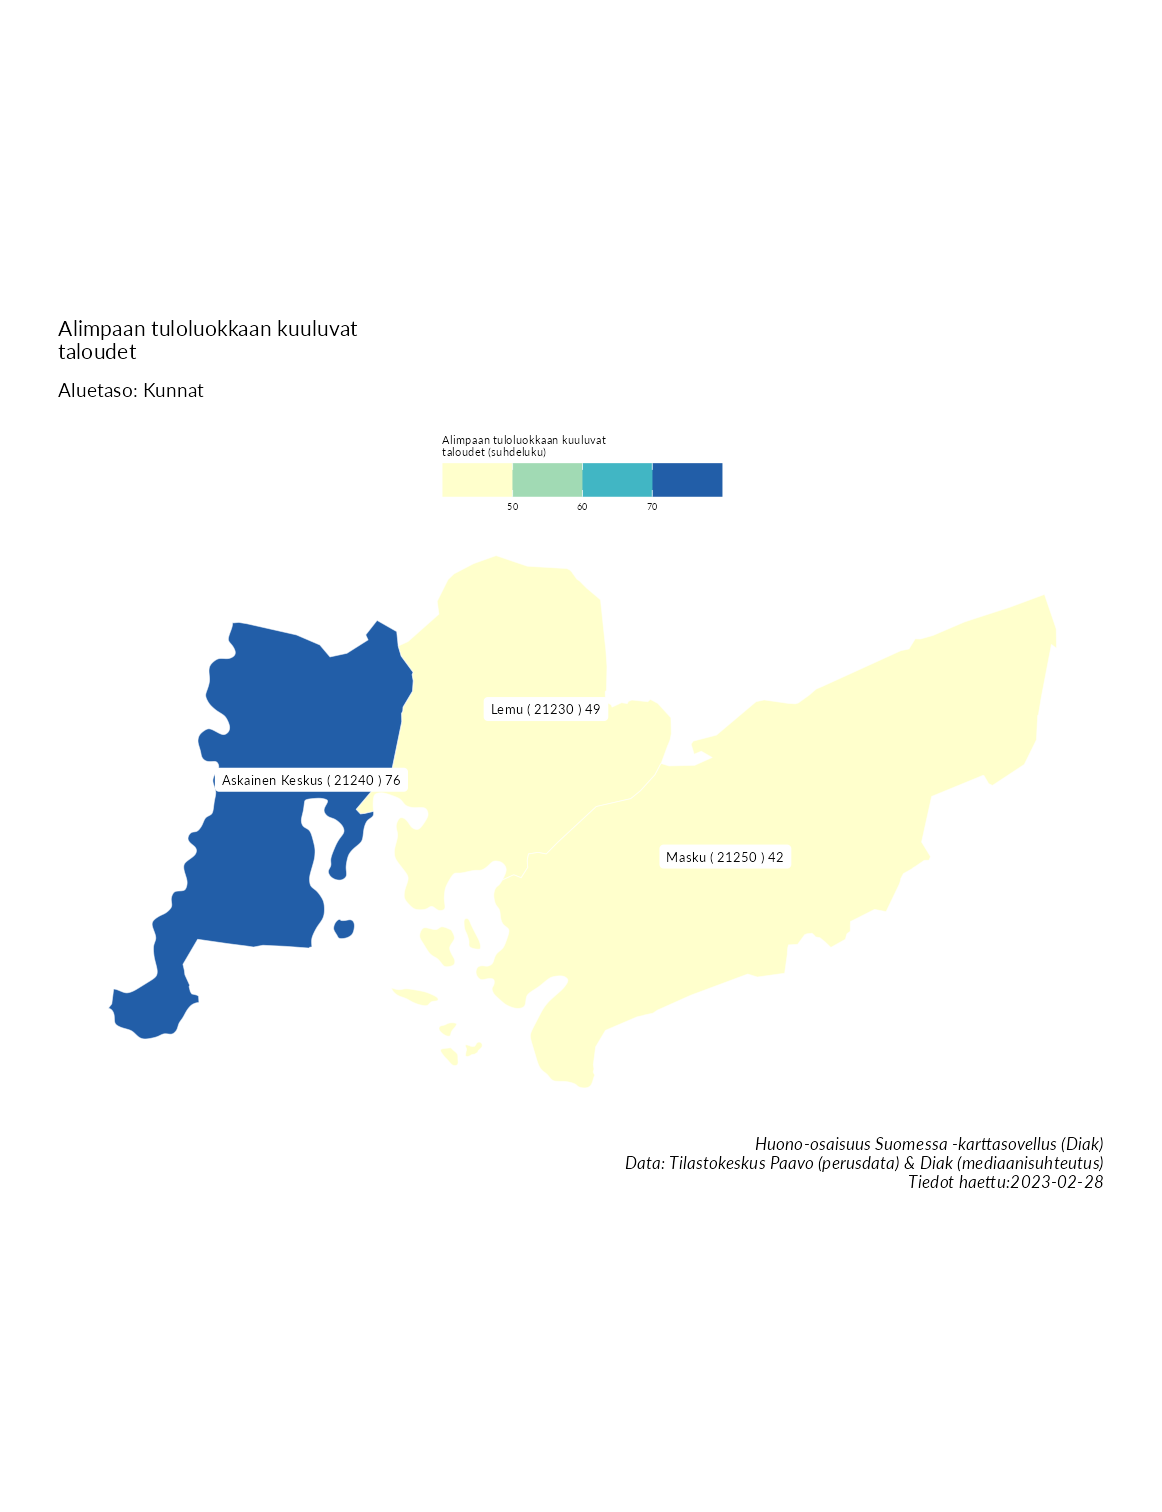 Alimpaan tuloluokkaan kuuluvat
taloudet
Aluetaso: Kunnat
Alimpaan tuloluokkaan kuuluvat
taloudet (suhdeluku)
50 60 70
Lemu ( 21230 ) 49
Askainen Keskus ( 21240 ) 76
Masku ( 21250 ) 42
Huono-osaisuus Suomessa -karttasovellus (Diak)
Data: Tilastokeskus Paavo (perusdata) & Diak (mediaanisuhteutus)
Tiedot haettu:2023-02-28